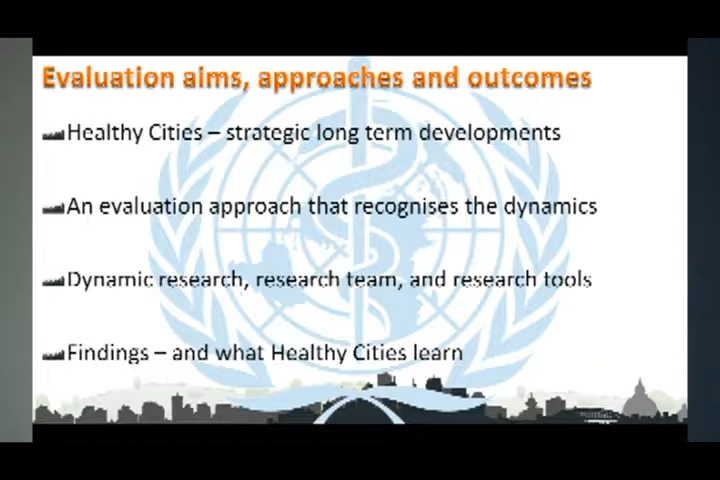 Evaluation aims, approaches and outcomes
Healthy Cities – strategic long term developments
An evaluation approach that recognises the dynamics
Dynamic research, research team, and research tools
Findings – and what Healthy Cities learn